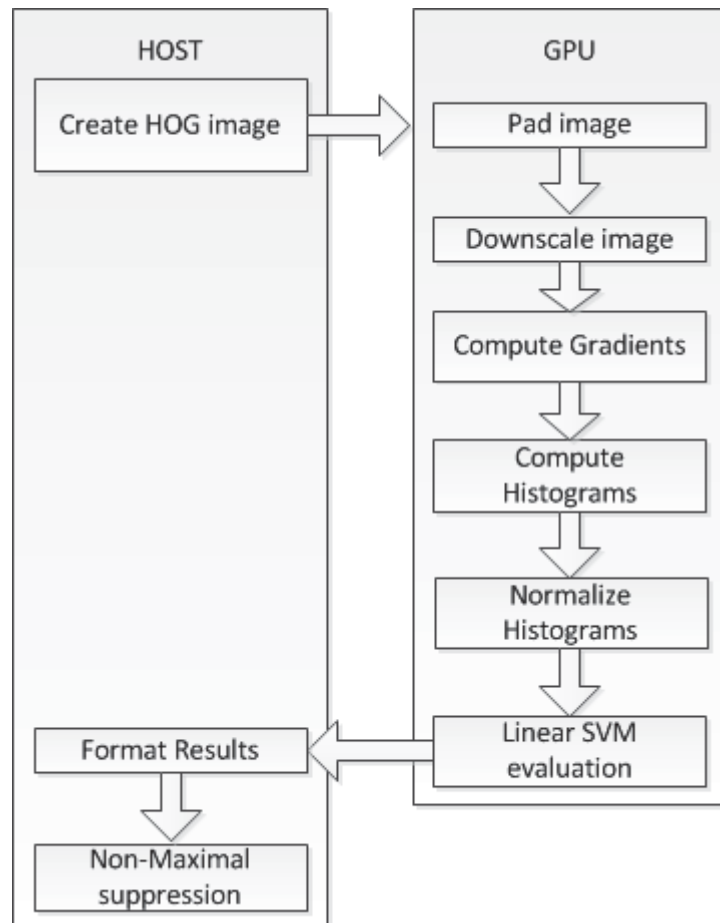 HOST
Create HOG image
GPU
Pad image
Downscale image
Compute Gradients
Compute
Histograms
Normalize
Histograms
Linear SVM
evaluation
Format Results
Non-Maximal
suppression